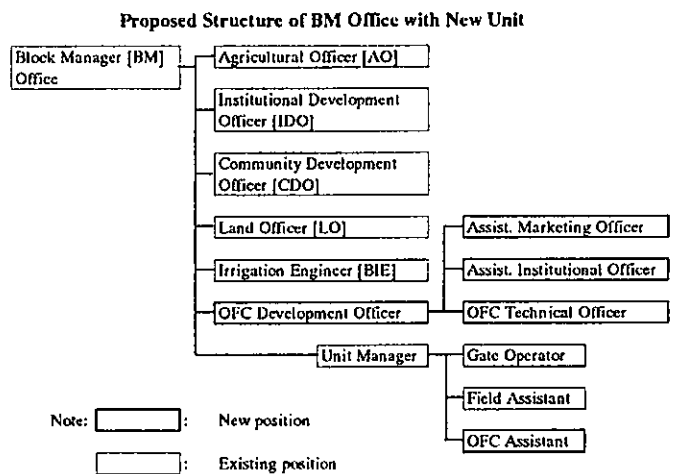 Proposed Structure of BM Office with New Unit
Block Manager [BM]
Office
Agricultural Officer [AO]
Institutional Development
Officer [IDO]
Community Development
Officer [CDO]
Land Officer [LO]
Irrigation Engineer [BIE]
OFC Development Officer
Assist. Marketing Officer
Assist. Institutional Officer
OFC Technical Officer
Unit Manager
Gate Operator
Field Assistant
OFC Assistant
Note: : New position
: Existing position